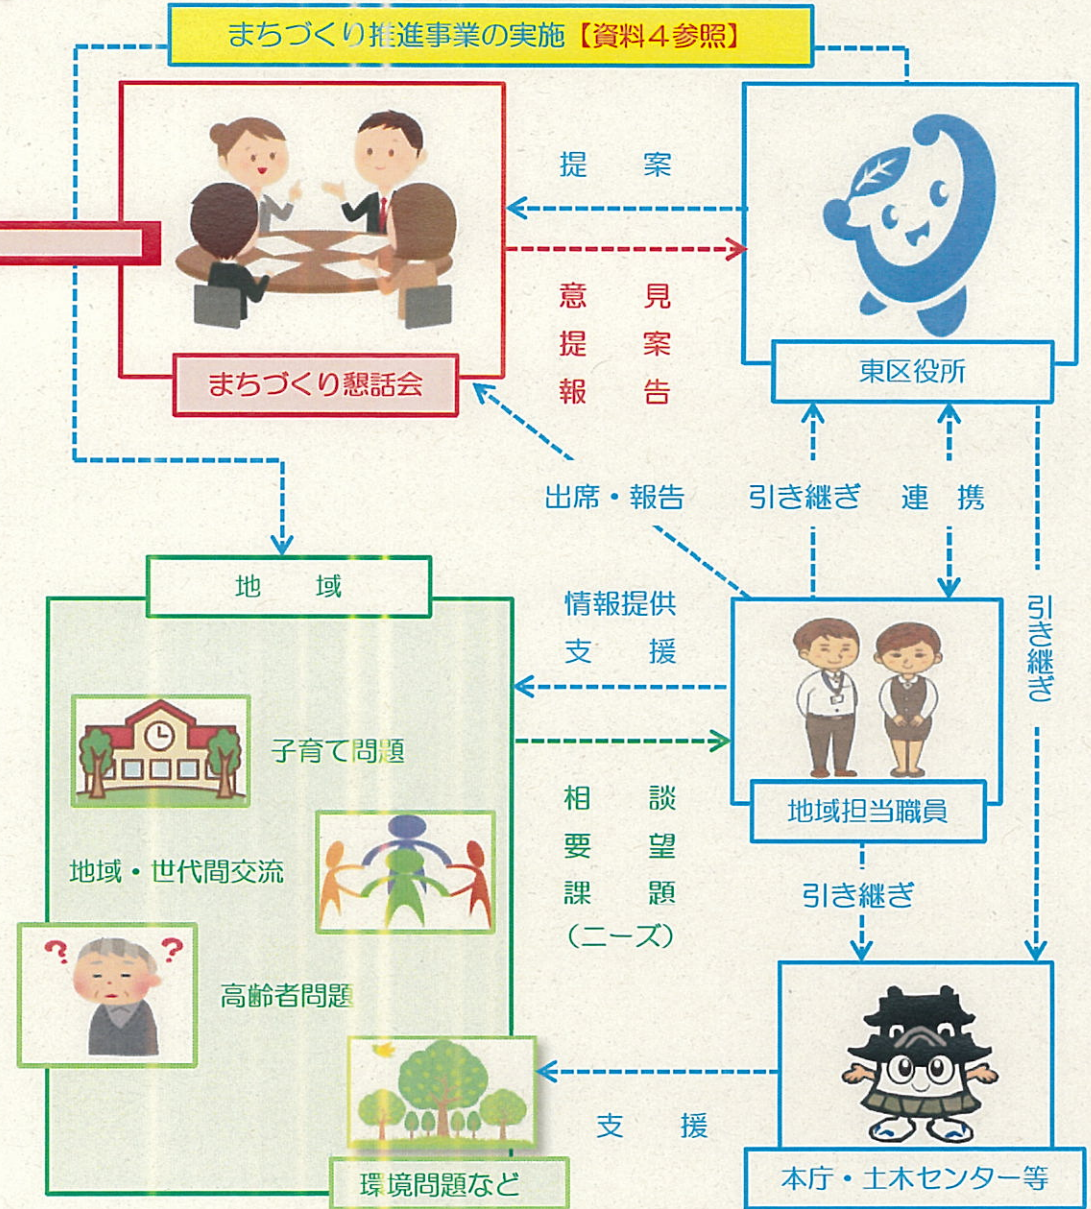 まちづくり推進事業の実施【資料4参照】
提　案
意　見
提　案
報　告
まちづくり懇話会
東区役所
出席・報告
引き継ぎ
連　携
引き継ぎ
地　域
情報提供
支　援
子育て問題
地域・世代間交流
高齢者問題
環境問題など
相　談
要　望
課　題
（ニーズ）
地域担当職員
引き継ぎ
支　援
本庁・土木センター等
？
？